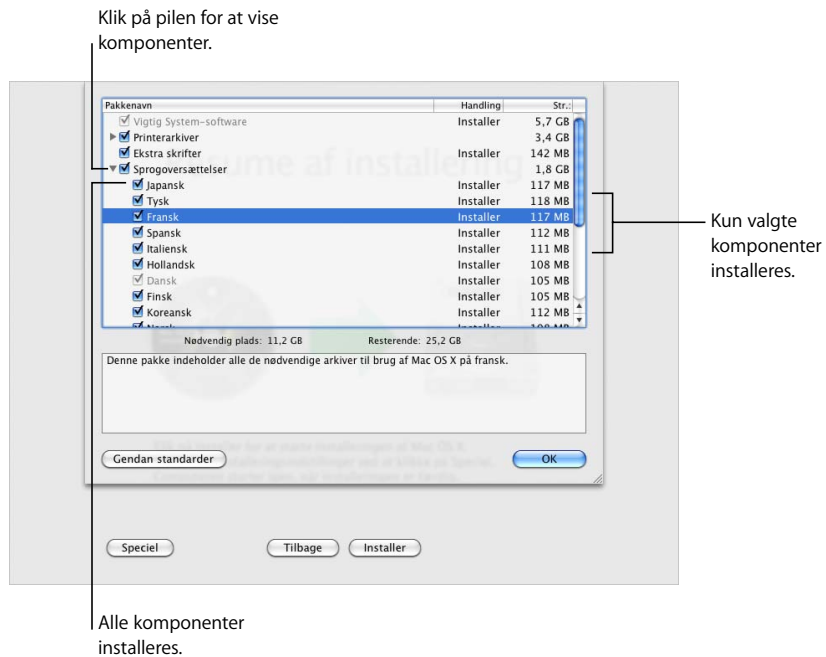 Klik på pilen for at vise
komponenter.
Pakkenavn Handling Str.:
Vigtig System-software Installer 5,7 GB
Printerarkiver 3,4 GB
Ekstra skrifter Installer 142 MB
Sprogoversættelser 1,8 GB
Japansk Installer 117 MB
Tysk Installer 118 MB
Fransk Installer 117 MB
Spansk Installer 112 MB
Italiensk Installer 111 MB
Hollandsk Installer 108 MB
Dansk Installer 105 MB
Finsk Installer 105 MB
Koreansk Installer 112 MB
Kun valgte
komponenter
installeres.
Nødvendig plads: 11,2 GB Resterende: 25,2 GB
Denne pakke indeholder alle de nødvendige arkiver til brug af Mac OS X på fransk.
Gendan standarder OK
Speciel Tilbage Installer
Alle komponenter
installeres.